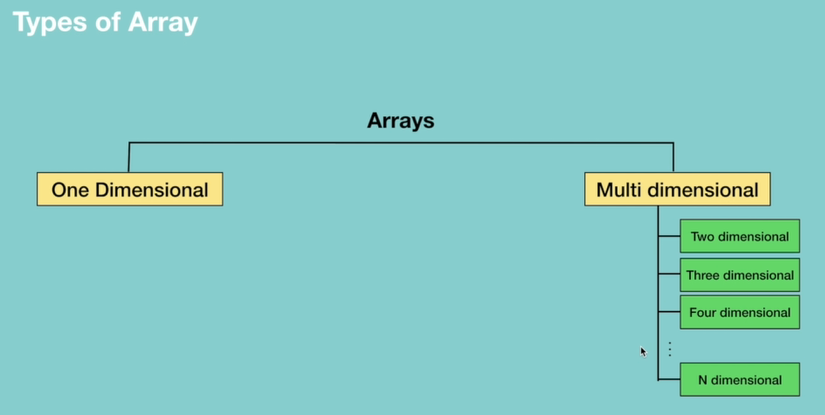 Types of Array
Arrays
One Dimensional
Multi dimensional
Two dimensional
Three dimensional
Four dimensional
N dimensional